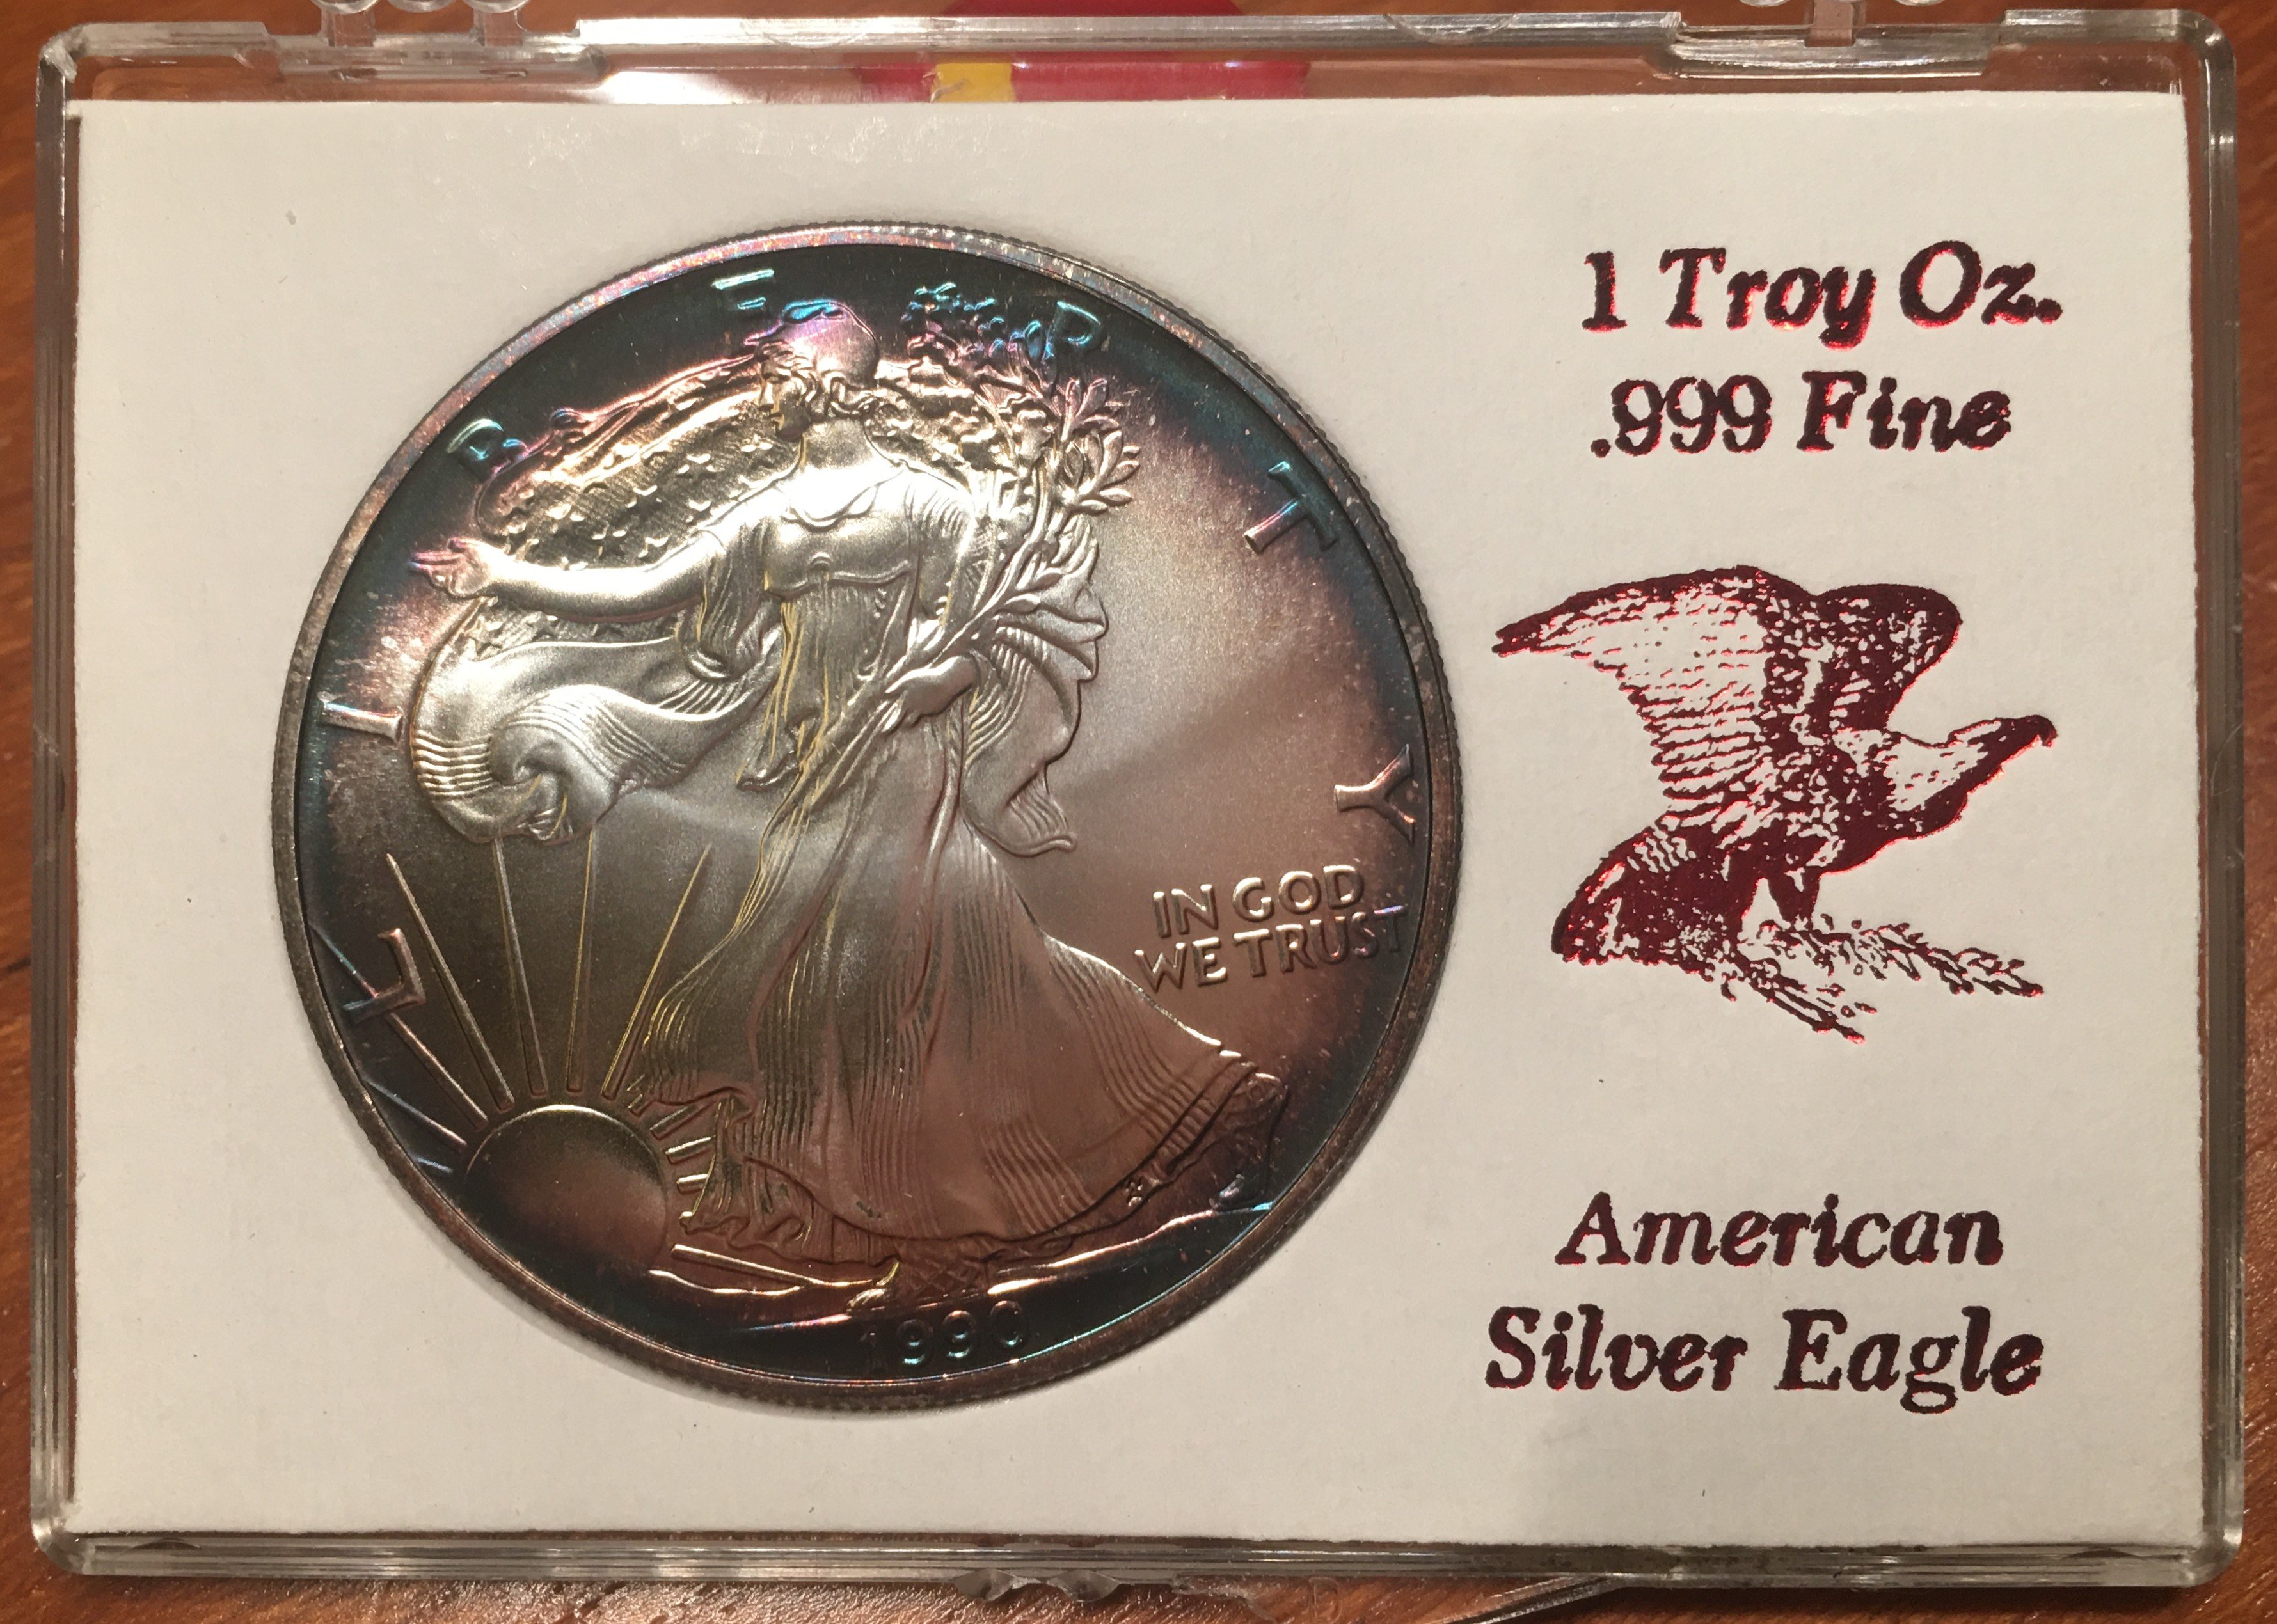 LIBERTY
IN GOD
WE TRUST
1990
1 Troy Oz.
.999 Fine
American
Silver Eagle